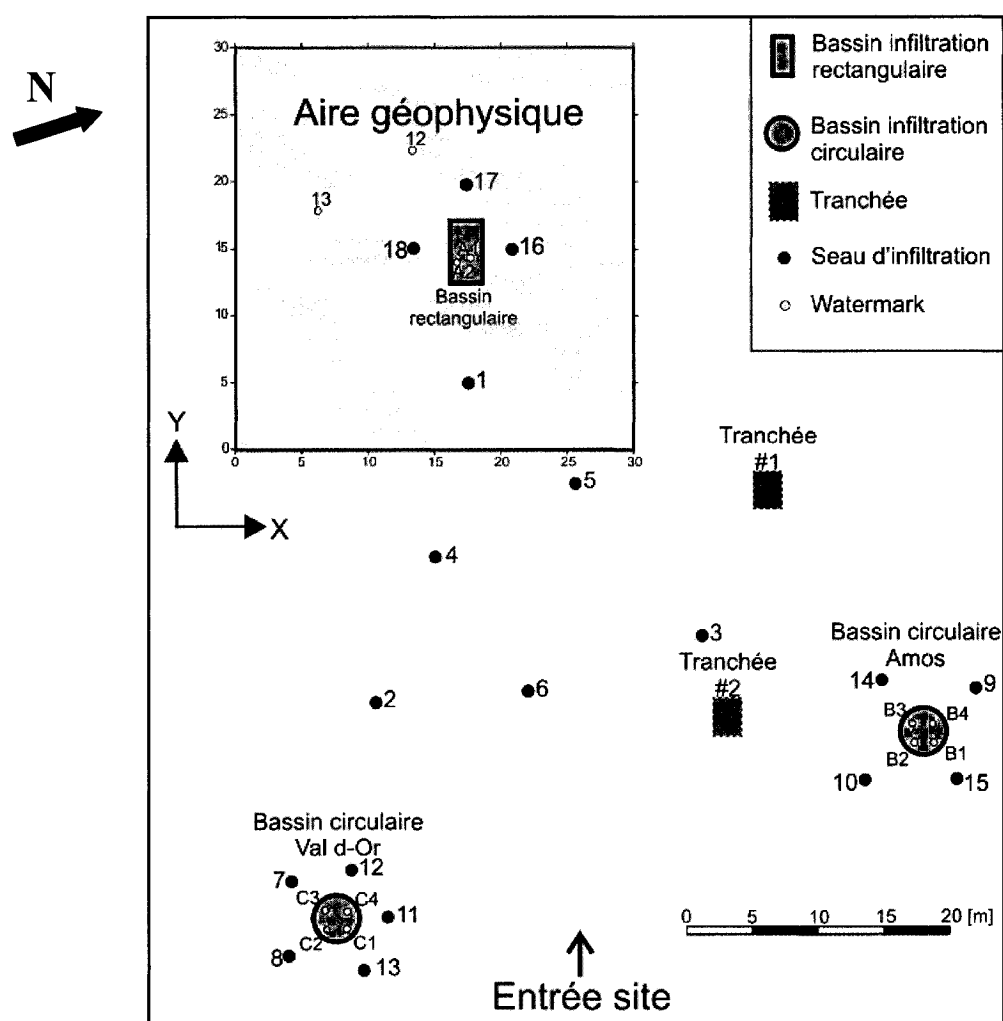 N
30
25
20
15
10
5
0
Aire géophysique
12
13
17
18
16
Bassin
rectangulaire
1
0
5
10
15
20
25
30
Y
X
Bassin infiltration
rectangulaire
Bassin infiltration
circulaire
Tranchée
Seau d'infiltration
Watermark
5
4
Tranchée
#1
3
Tranchée
#2
6
2
Bassin circulaire
Amos
14
9
B3
B4
B2
B1
10
15
Bassin circulaire
Val d-Or
7
12
C3
C4
11
C2
C1
8
13
0
5
10
15
20 [m]
Entrée site